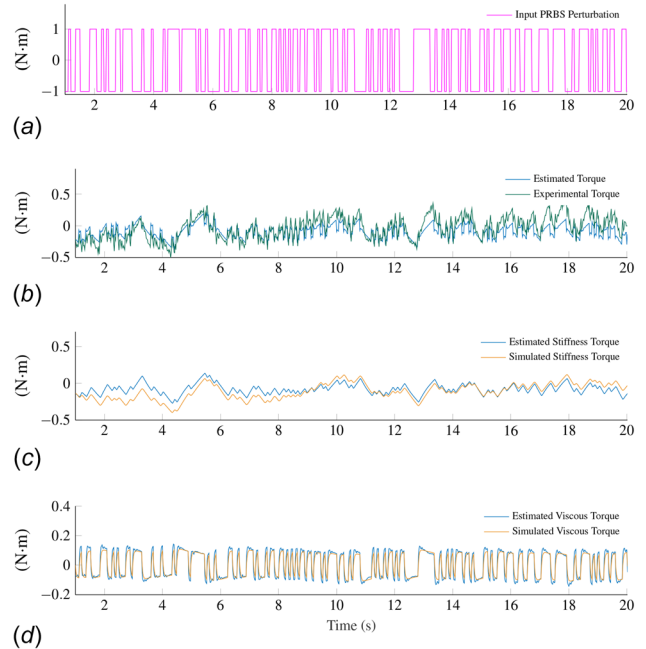 Input PRBS Perturbation
(N·m)
1
0
−1
2 4 6 8 10 12 14 16 18 20
(a)
Estimated Torque
Experimental Torque
(N·m)
0.5
0
−0.5
2 4 6 8 10 12 14 16 18 20
(b)
Estimated Stiffness Torque
Simulated Stiffness Torque
(N·m)
0.5
0
−0.5
2 4 6 8 10 12 14 16 18 20
(c)
Estimated Viscous Torque
Simulated Viscous Torque
(N·m)
0.4
0.2
0
−0.2
2 4 6 8 10 12 14 16 18 20
Time (s)
(d)